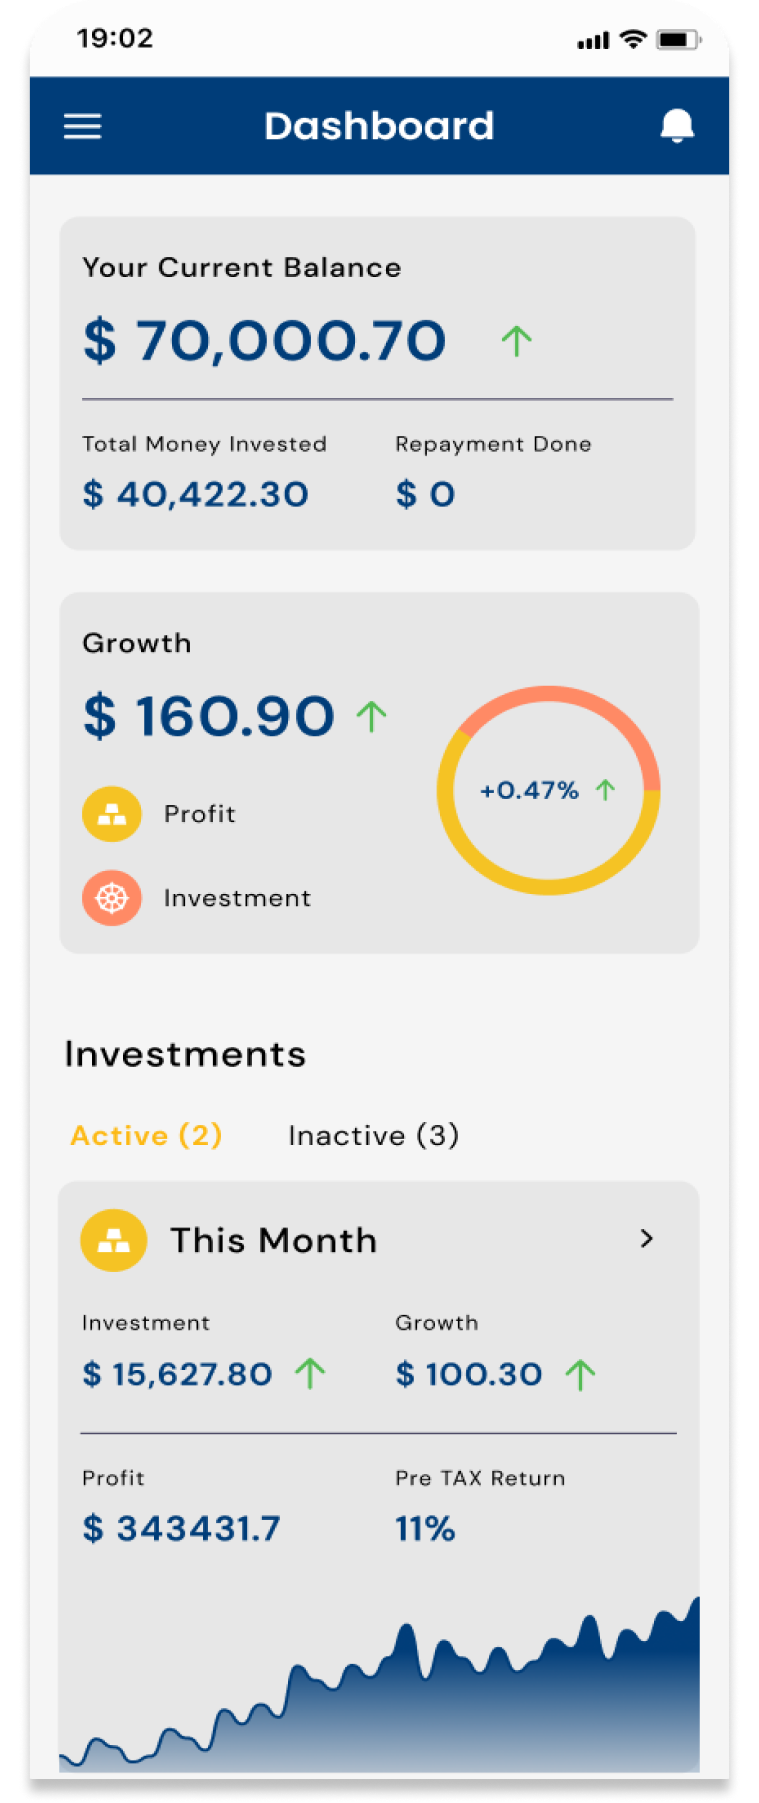 19:02
Dashboard
Your Current Balance
$ 70,000.70
Total Money Invested
Repayment Done
$ 40,422.30
$ 0
Growth
$ 160.90
+0.47%
Profit
Investment
Investments
Active (2)
Inactive (3)
This Month
Investment
Growth
$ 15,627.80
$ 100.30
Profit
Pre TAX Return
$ 343431.7
11%